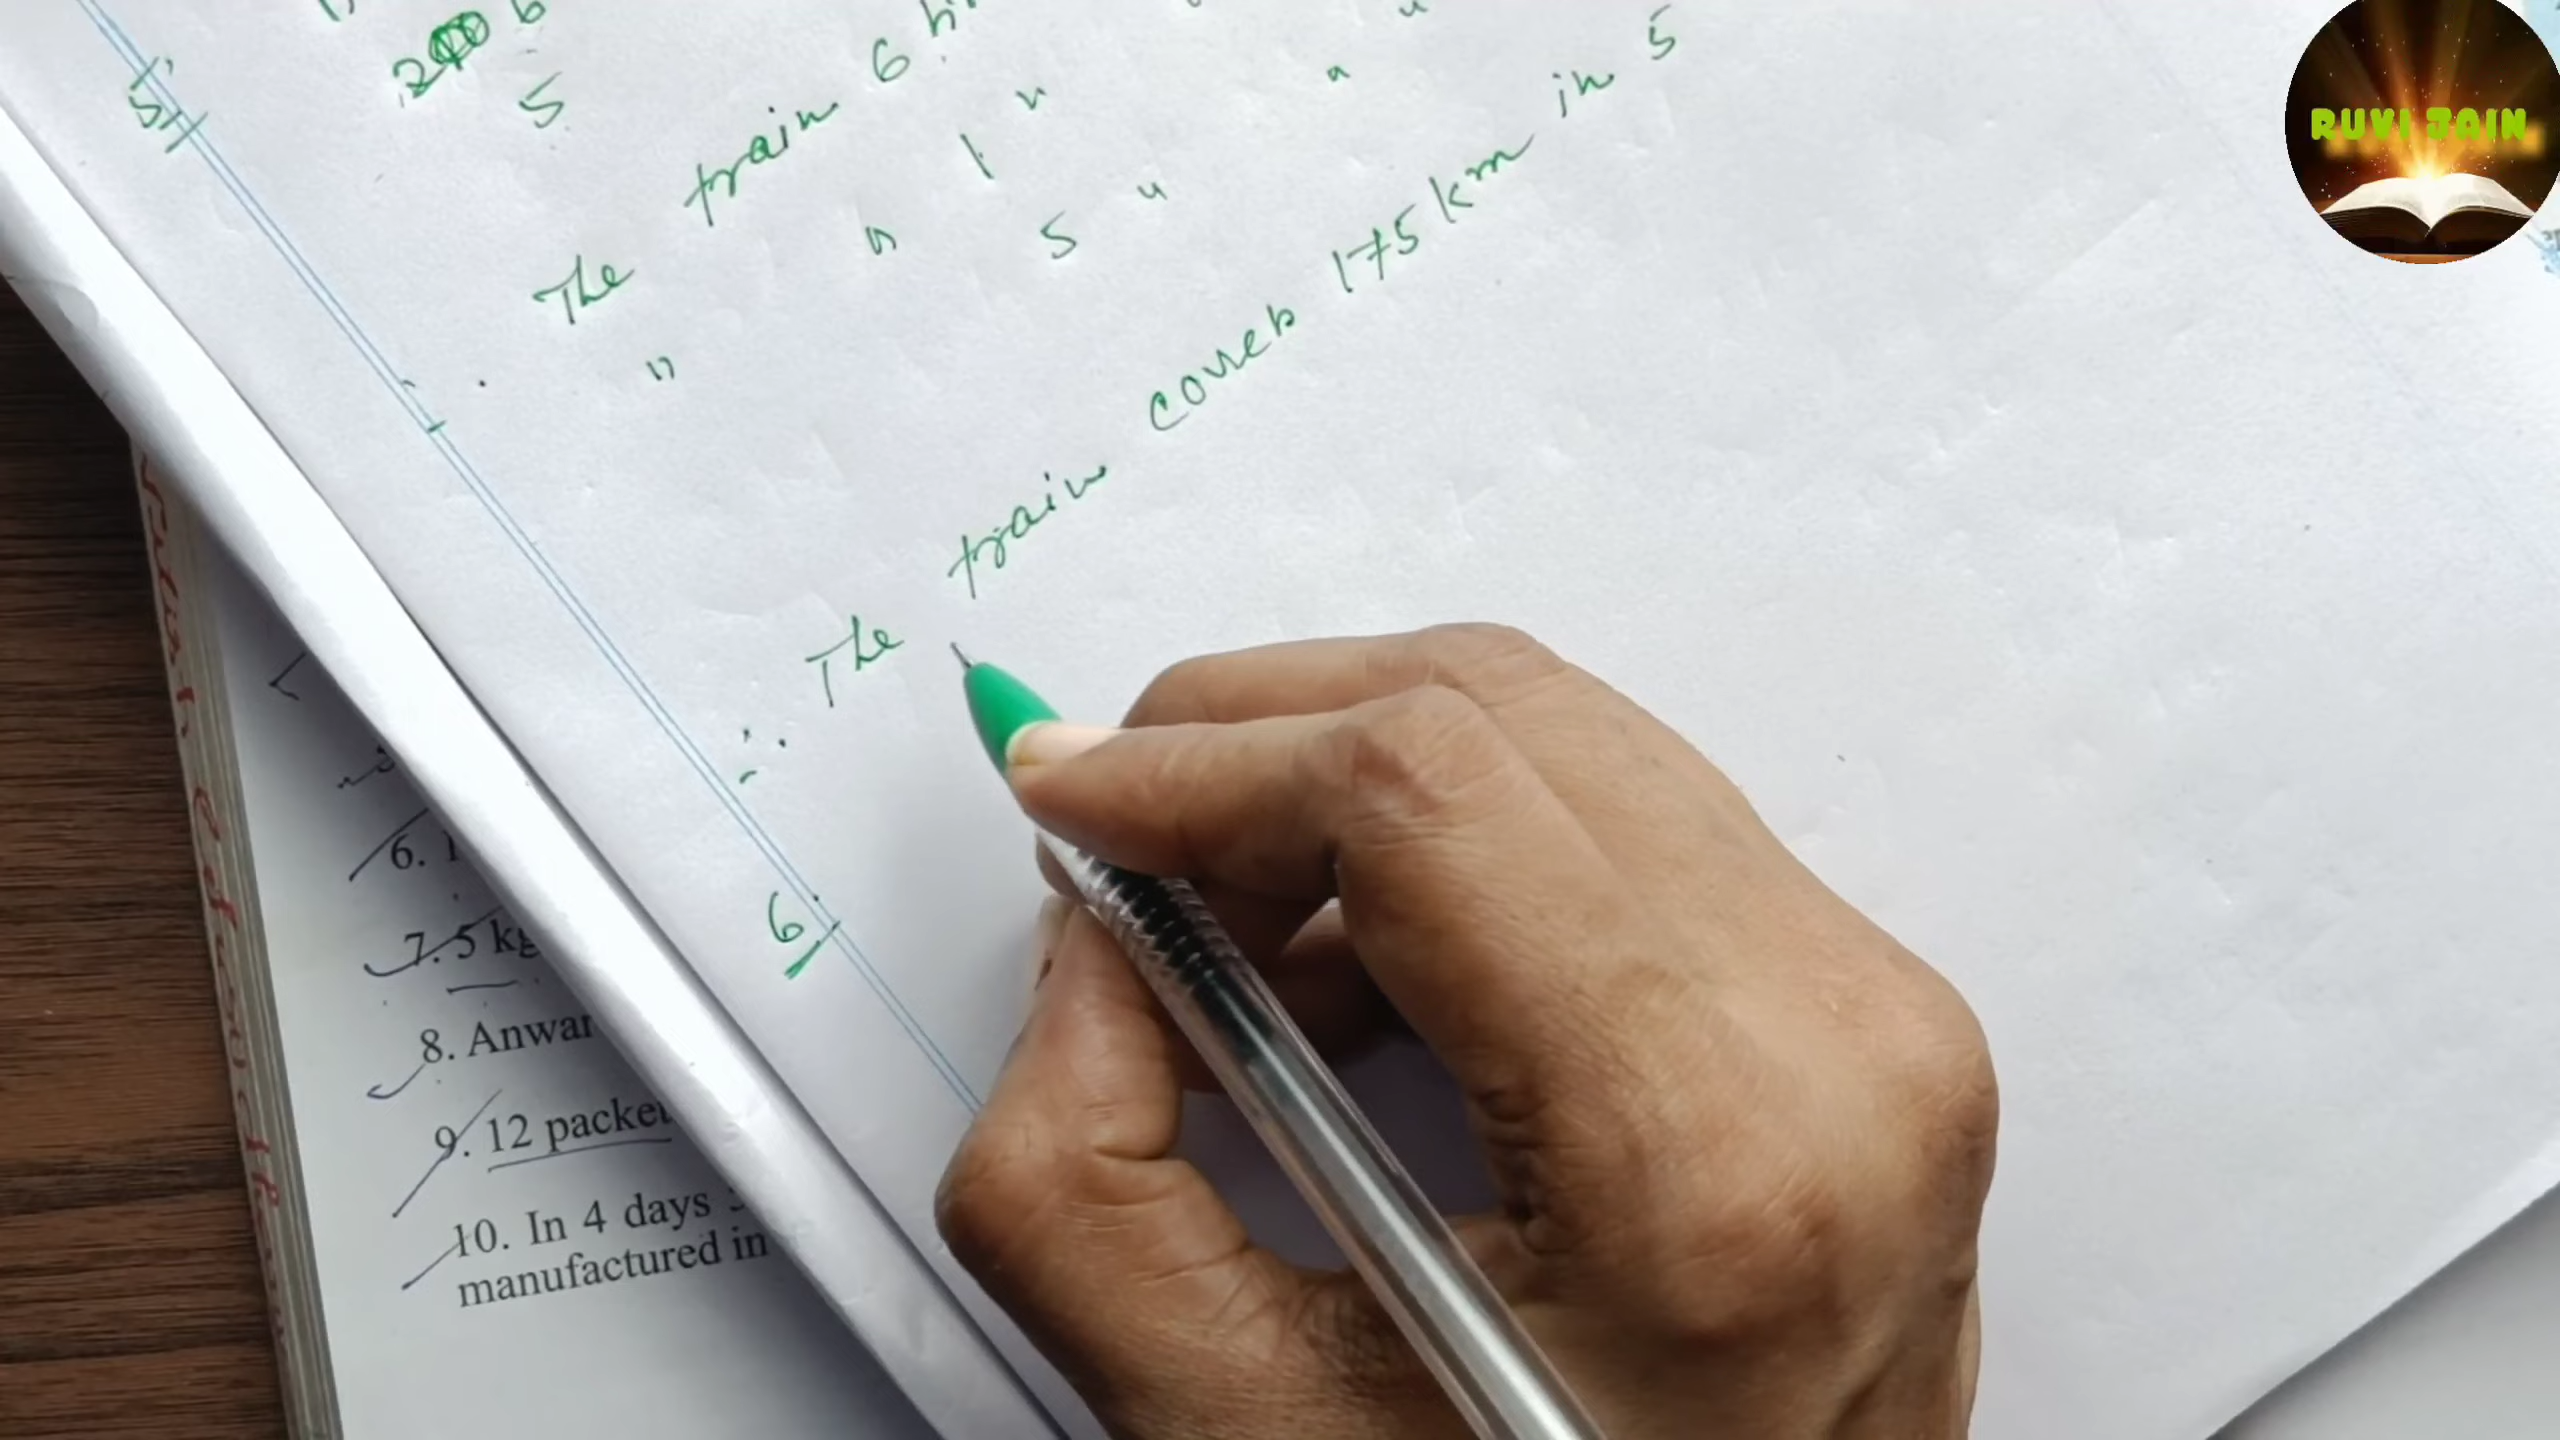 5
6
5
The train 6
" " 1 "
5 "
∴ The train covers 175 km in 5
6
6.
7. 5 kg
8. Anwar
9. 12 packet
10. In 4 days
manufactured in
RUVI JAIN